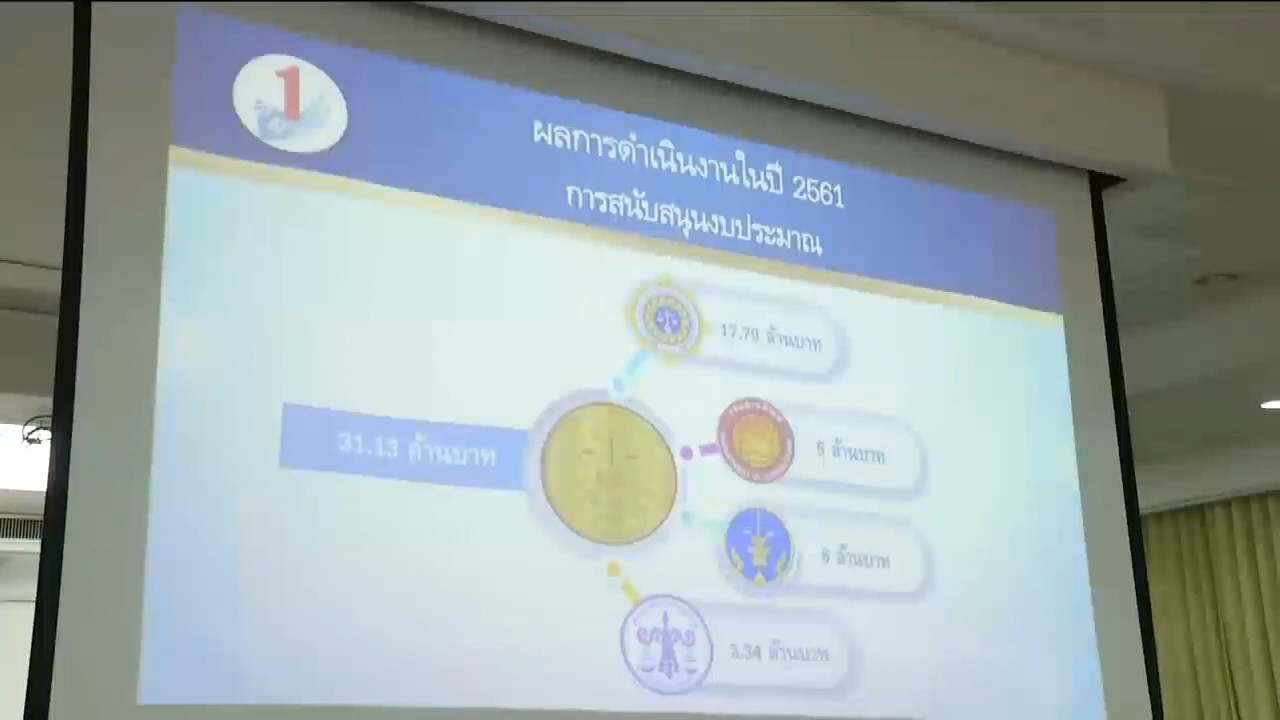 1
ผลการดำเนินงานในปี 2561
การสนับสนุนงบประมาณ
17.79 ล้านบาท
31.13 ล้านบาท
5 ล้านบาท
6 ล้านบาท
2.34 ล้านบาท